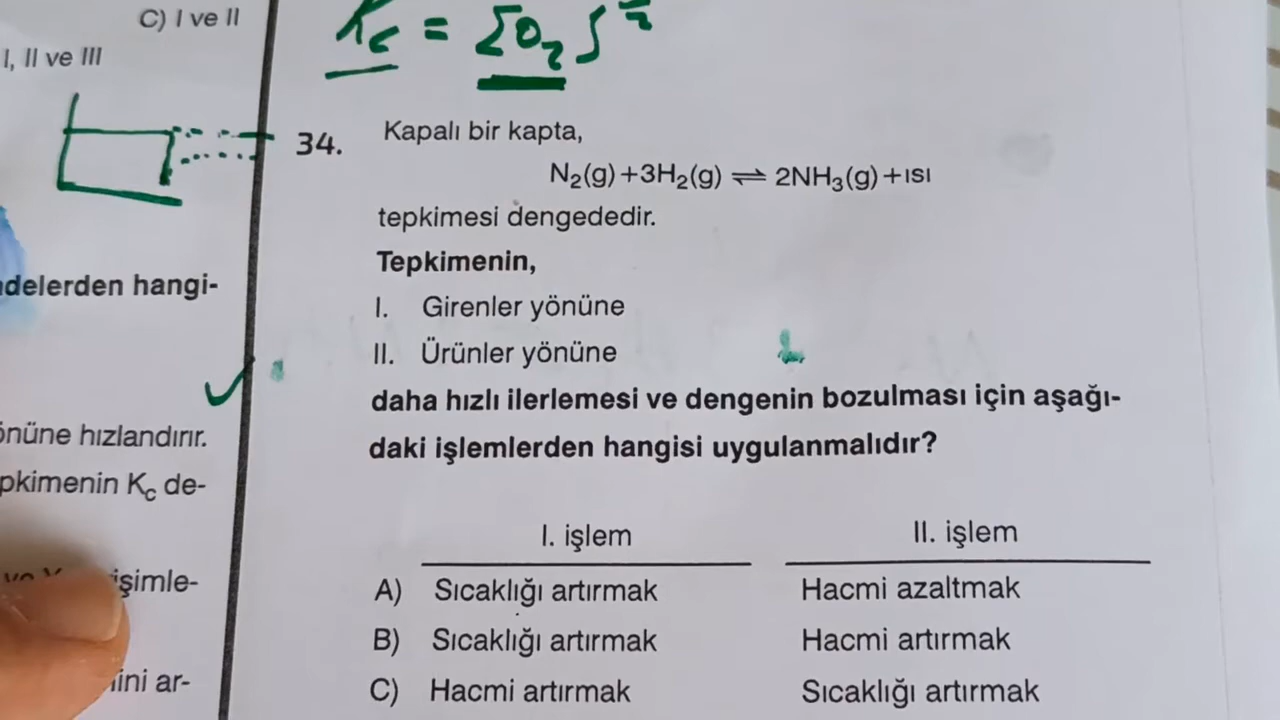 C) I ve II
I, II ve III
delerden hangi-
önüne hızlandırır.
pkimenin Kc de-
işimle-
ini ar-
Kc = [O2]
34. Kapalı bir kapta,
N2(g)+3H2(g) ⇌ 2NH3(g)+ısı
tepkimesi dengededir.
Tepkimenin,
I. Girenler yönüne
II. Ürünler yönüne
daha hızlı ilerlemesi ve dengenin bozulması için aşağı-
daki işlemlerden hangisi uygulanmalıdır?
I. işlem II. işlem
A) Sıcaklığı artırmak Hacmi azaltmak
B) Sıcaklığı artırmak Hacmi artırmak
C) Hacmi artırmak Sıcaklığı artırmak